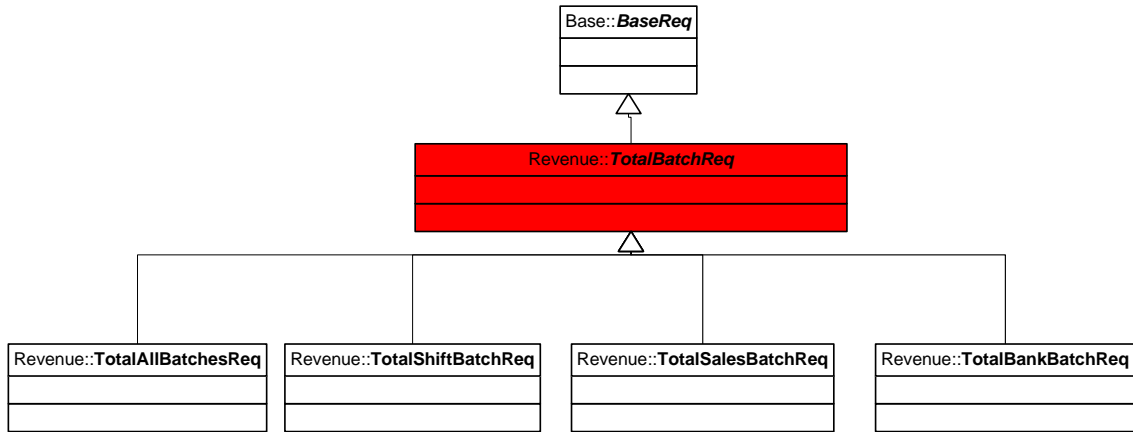 Base::BaseReq
Revenue::TotalBatchReq
Revenue::TotalAllBatchesReq
Revenue::TotalShiftBatchReq
Revenue::TotalSalesBatchReq
Revenue::TotalBankBatchReq